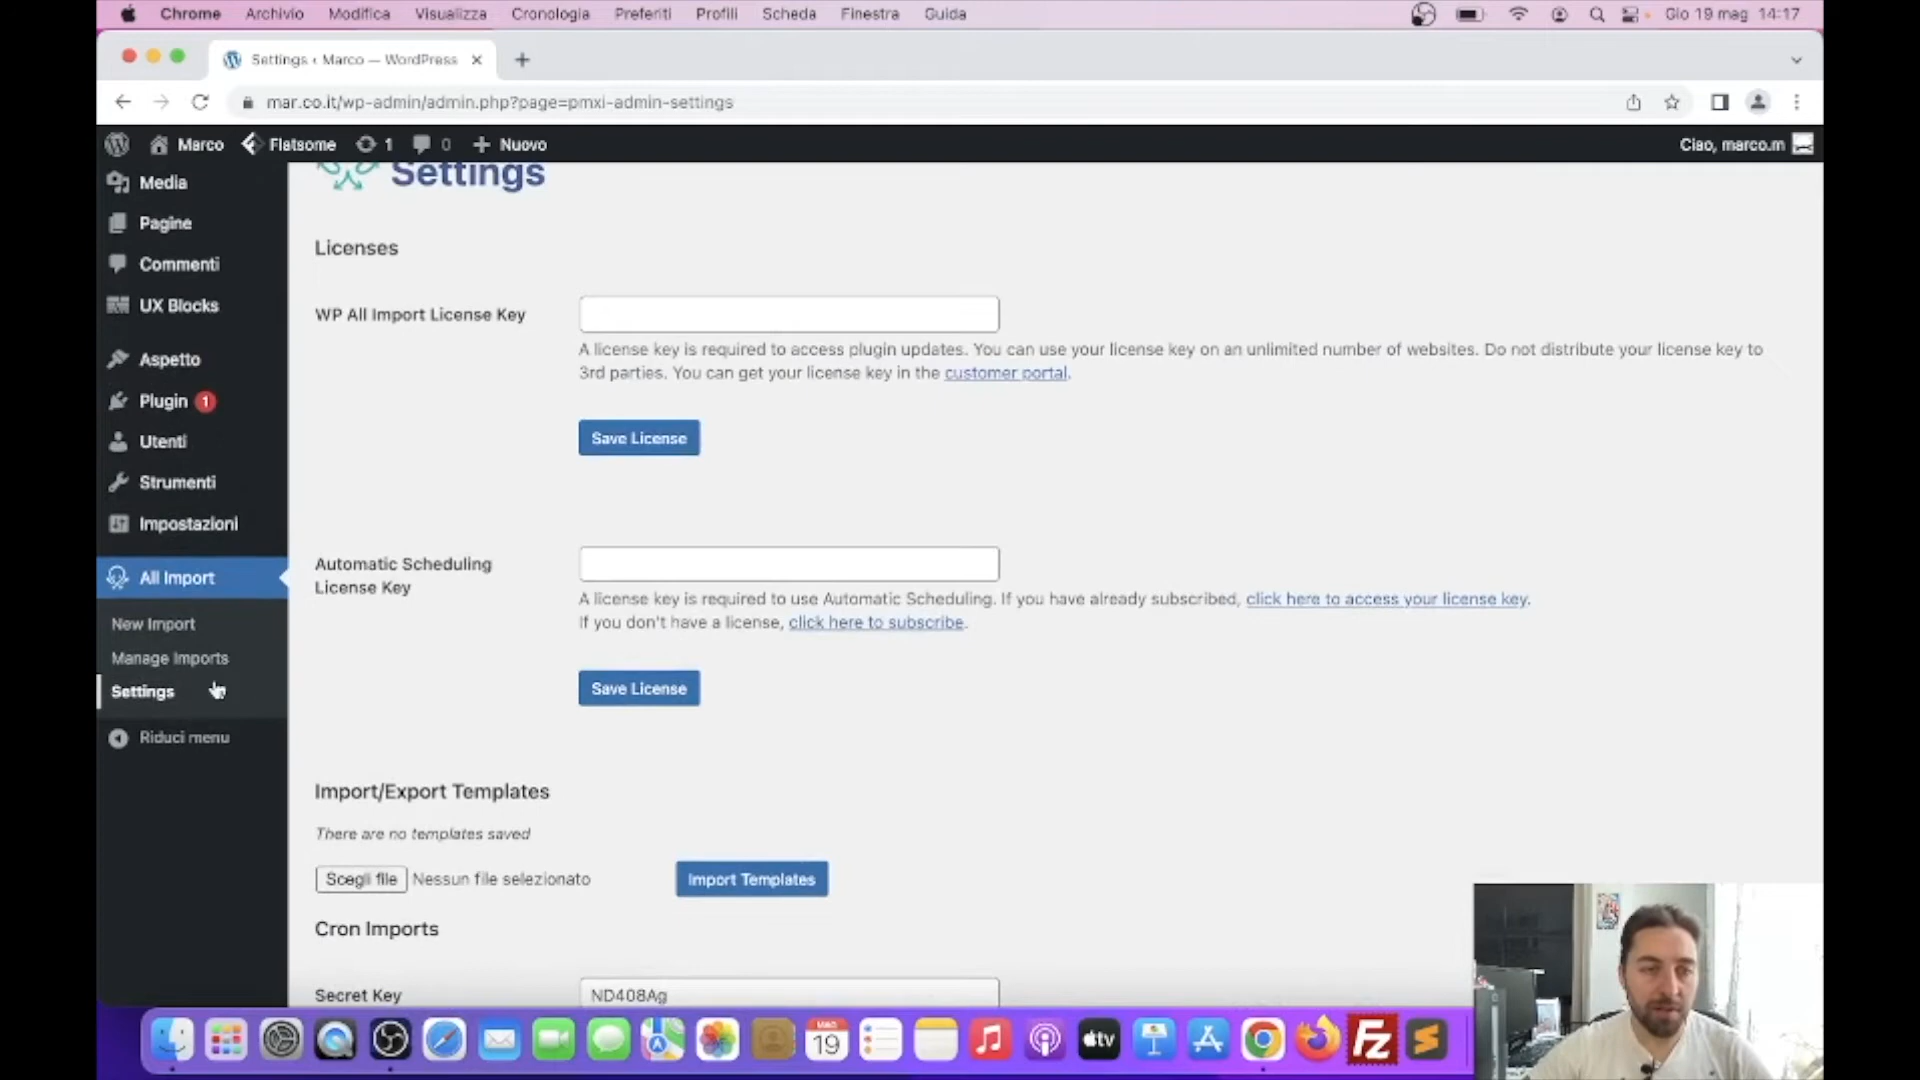 Chrome Archivio Modifica Visualizza Cronologia Preferiti Profili Scheda Finestra Guida Gio 19 mag 14:17
Settings ‹ Marco — WordPress
mar.co.it/wp-admin/admin.php?page=pmxi-admin-settings
Marco Flatsome 1 0 Nuovo Ciao, marco.m
Media
Pagine
Commenti
UX Blocks
Aspetto
Plugin 1
Utenti
Strumenti
Impostazioni
All Import
New Import
Manage Imports
Settings
Riduci menu
Settings
Licenses
WP All Import License Key
A license key is required to access plugin updates. You can use your license key on an unlimited number of websites. Do not distribute your license key to
3rd parties. You can get your license key in the customer portal.
Save License
Automatic Scheduling
License Key
A license key is required to use Automatic Scheduling. If you have already subscribed, click here to access your license key.
If you don't have a license, click here to subscribe.
Save License
Import/Export Templates
There are no templates saved
Scegli file Nessun file selezionato Import Templates
Cron Imports
Secret Key ND408Ag
MAG
19
tv
Fz